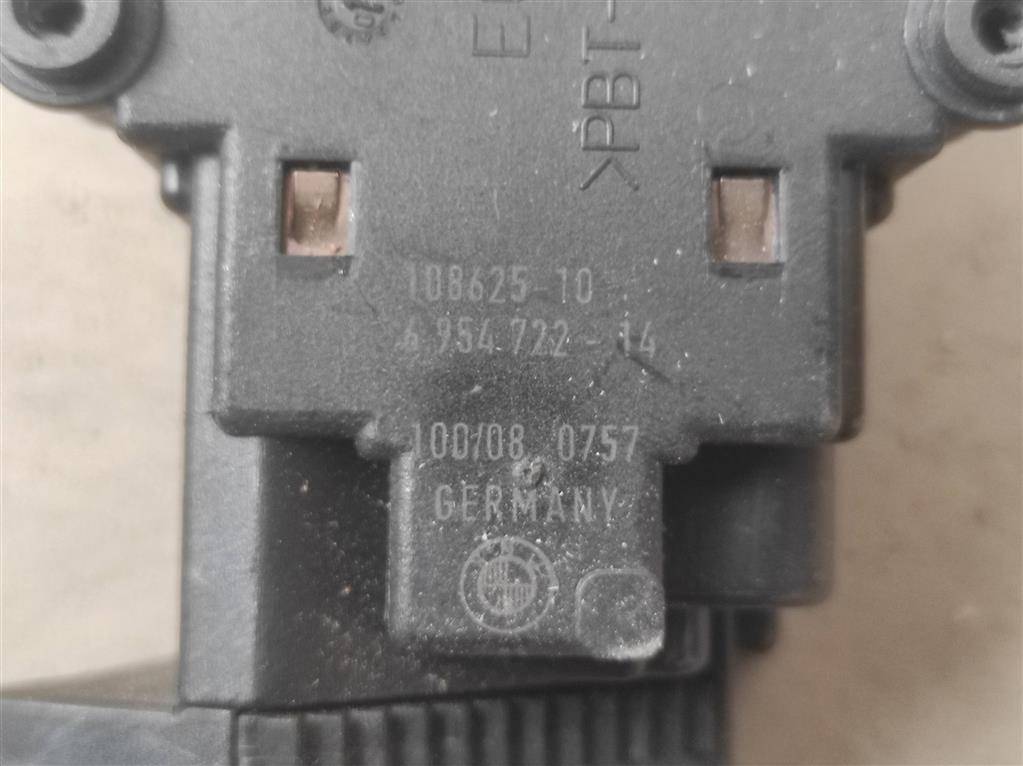 >PBT-
108625-10
6 954 722 - 14
100/08 0757
GERMANY